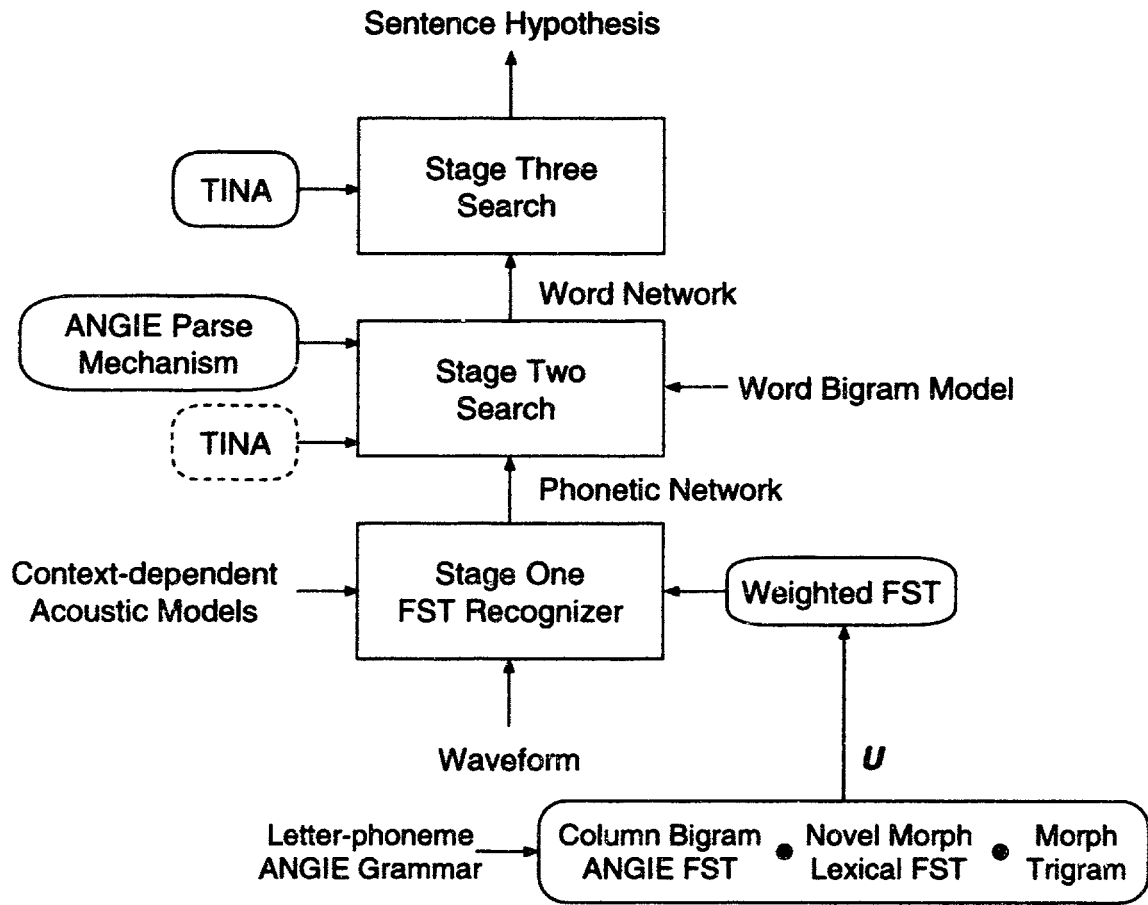 Sentence Hypothesis
Stage Three
Search
TINA
Word Network
ANGIE Parse
Mechanism
Stage Two
Search
Word Bigram Model
TINA
Phonetic Network
Context-dependent
Acoustic Models
Stage One
FST Recognizer
Weighted FST
Waveform
U
Letter-phoneme
ANGIE Grammar
Column Bigram
ANGIE FST
Novel Morph
Lexical FST
Morph
Trigram